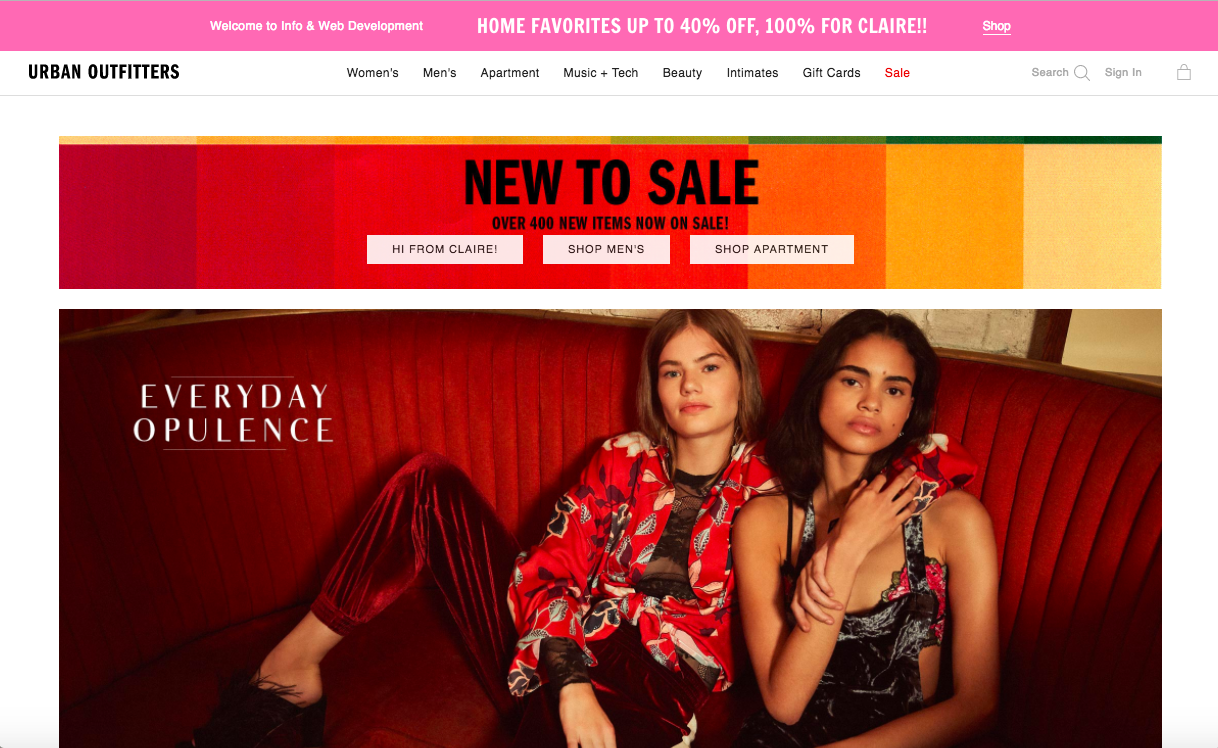 Welcome to Info & Web Development HOME FAVORITES UP TO 40% OFF, 100% FOR CLAIRE!! Shop
URBAN OUTFITTERS Women's Men's Apartment Music + Tech Beauty Intimates Gift Cards Sale Search Sign In
NEW TO SALE
OVER 400 NEW ITEMS NOW ON SALE!
HI FROM CLAIRE! SHOP MEN'S SHOP APARTMENT
EVERYDAY
OPULENCE